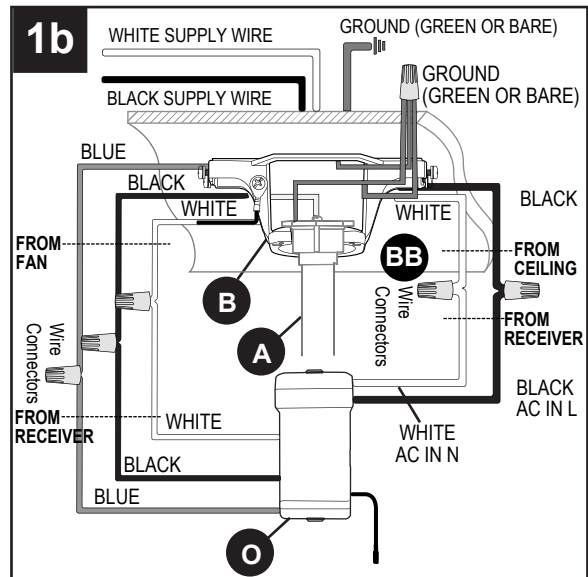 1b
WHITE SUPPLY WIRE
GROUND (GREEN OR BARE)
BLACK SUPPLY WIRE
GROUND
(GREEN OR BARE)
BLUE
BLACK
WHITE
WHITE
BLACK
FROM
FAN
BB
FROM
CEILING
B
Wire
Connectors
Wire
Connectors
FROM
RECEIVER
A
FROM
RECEIVER
WHITE
BLACK
AC IN L
WHITE
AC IN N
BLACK
BLUE
O